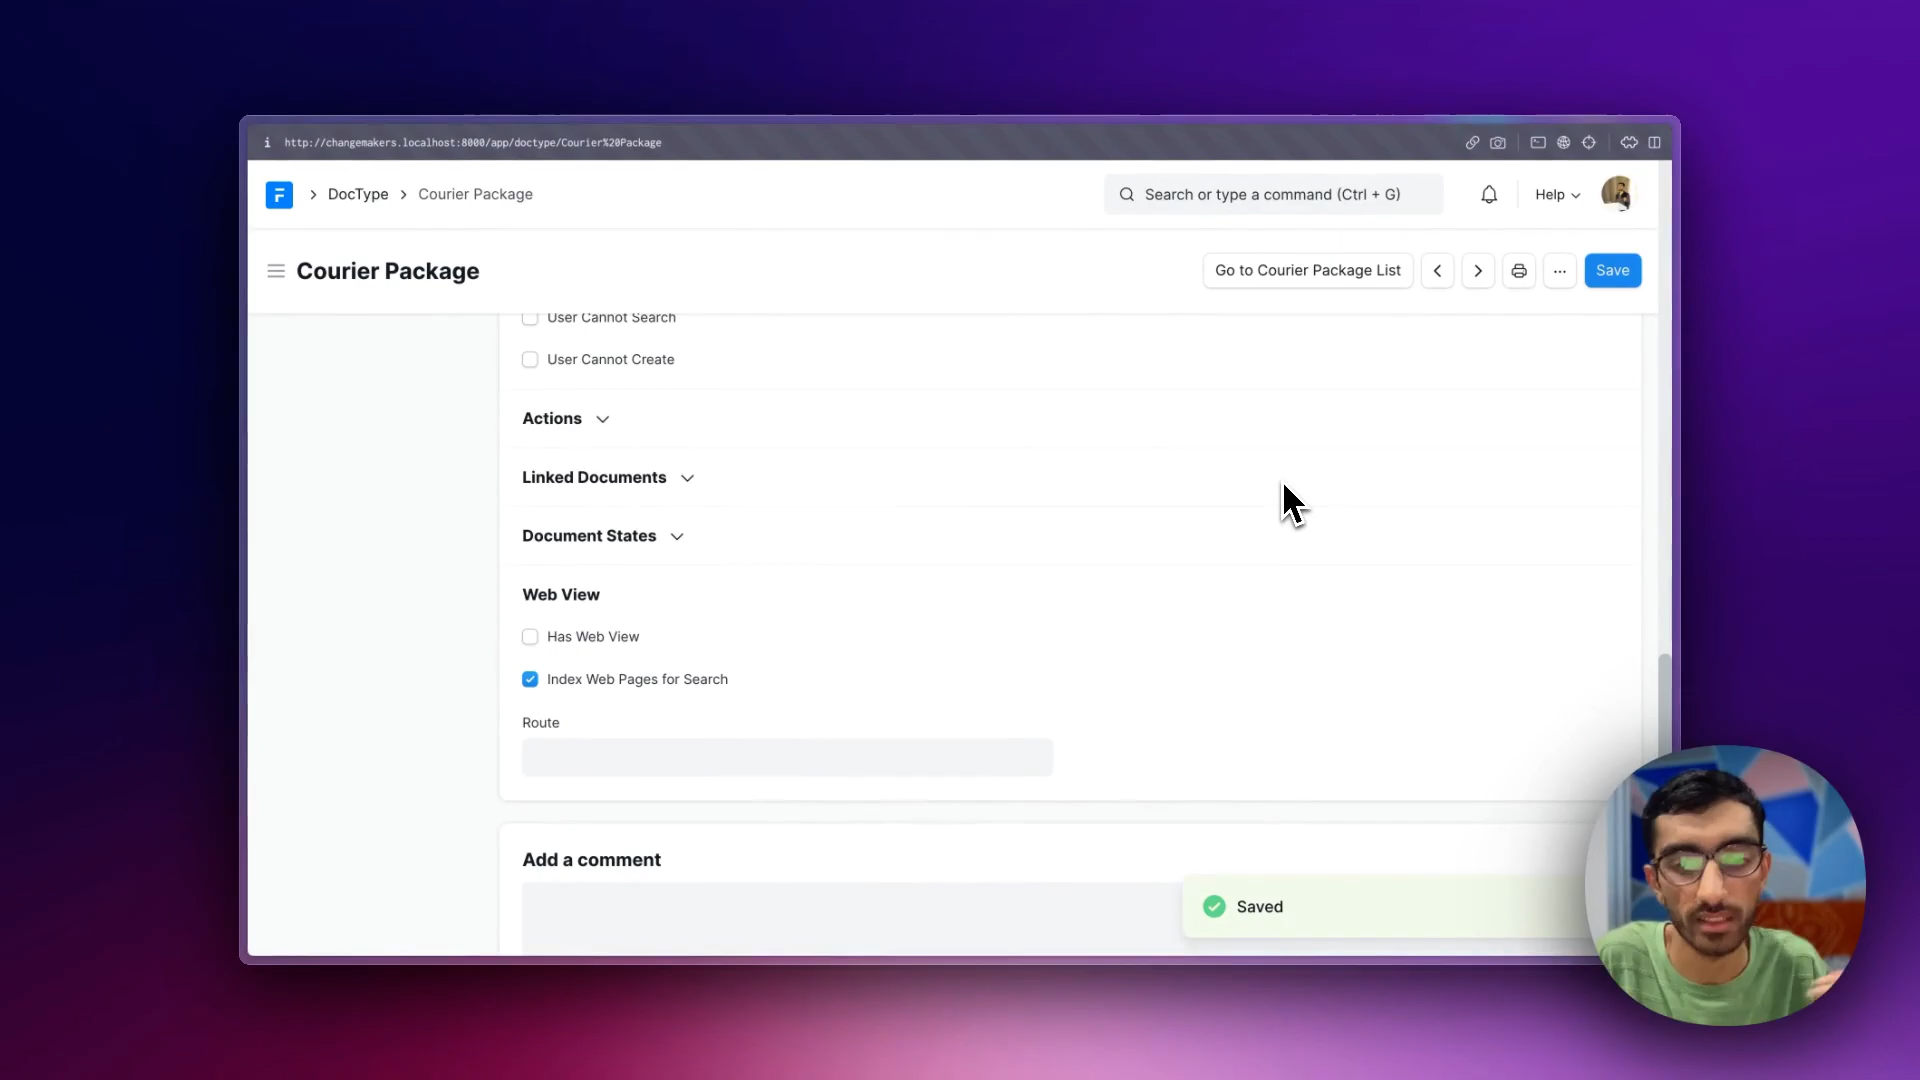 http://changemakers.localhost:8000/app/doctype/Courier%20Package
DocType
Courier Package
Search or type a command (Ctrl + G)
Help
Courier Package
Go to Courier Package List
Save
User Cannot Search
User Cannot Create
Actions
Linked Documents
Document States
Web View
Has Web View
Index Web Pages for Search
Route
Add a comment
Saved